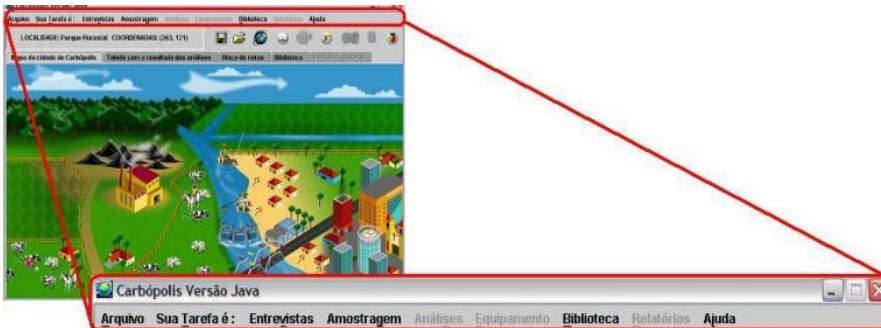 Arquivo Sua Tarefa é : Entrevistas Amostragem Análises Equipamento Biblioteca Relatórios Ajuda
LOCALIDADE: Parque Florestal COORDENADAS: (263, 121)
Mapa da cidade de Carbópolis Tabela com o resultado das análises Bloco de notas Biblioteca
Carbópolis Versão Java
Arquivo Sua Tarefa é : Entrevistas Amostragem Análises Equipamento Biblioteca Relatórios Ajuda